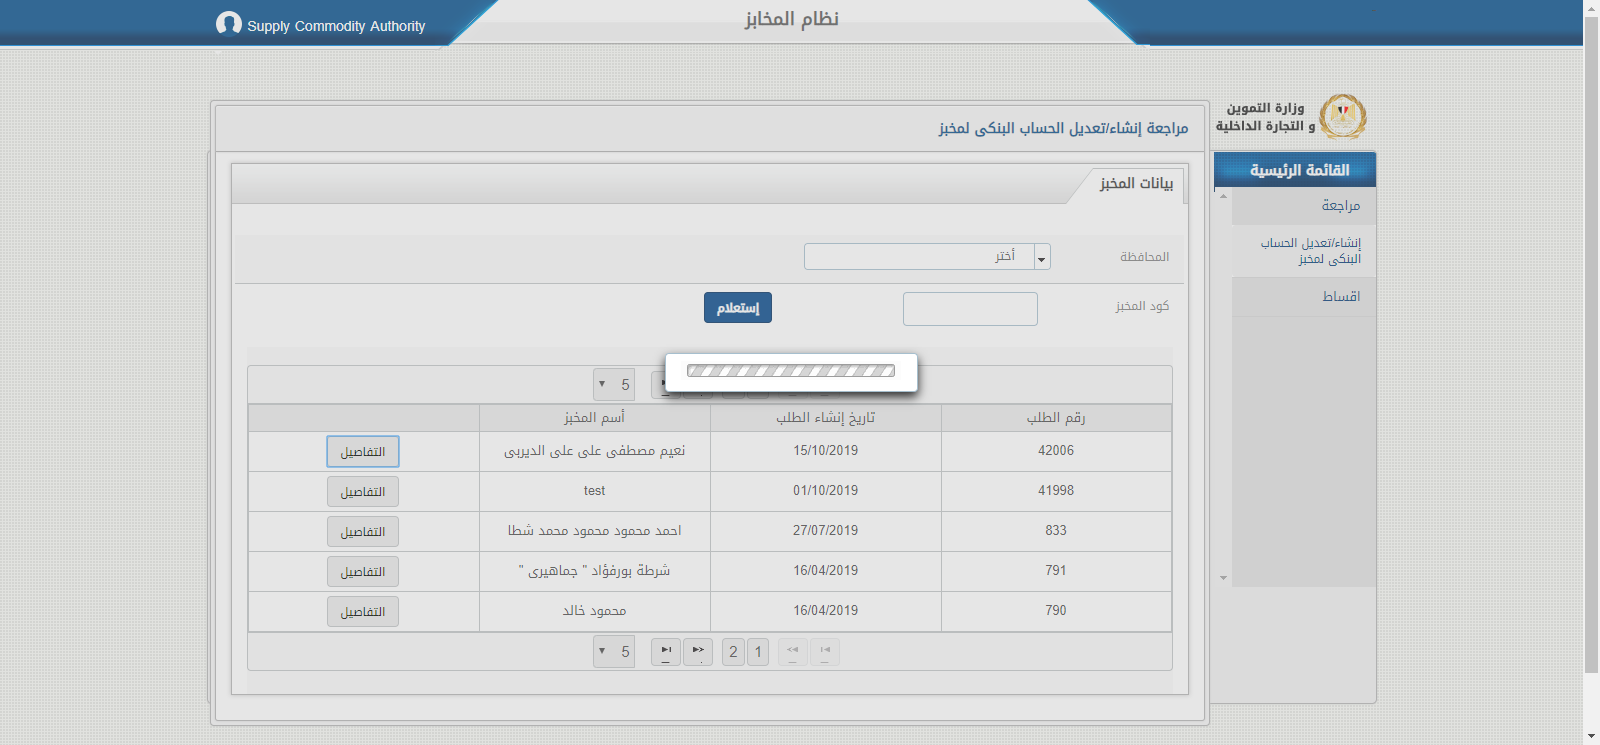 نظام المخابز
Supply Commodity Authority
وزارة التموين
و التجارة الداخلية
القائمة الرئيسية
مراجعة
إنشاء/تعديل الحساب
البنكى لمخبز
اقساط
مراجعة إنشاء/تعديل الحساب البنكى لمخبز
بيانات المخبز
المحافظة
أختر
كود المخبز
إستعلام
5
رقم الطلب تاريخ إنشاء الطلب أسم المخبز
42006 15/10/2019 نعيم مصطفى على على الديربى التفاصيل
41998 01/10/2019 test التفاصيل
833 27/07/2019 احمد محمود محمود محمد شطا التفاصيل
791 16/04/2019 شرطة بورفؤاد " جماهيرى " التفاصيل
790 16/04/2019 محمود خالد التفاصيل
1 2 5